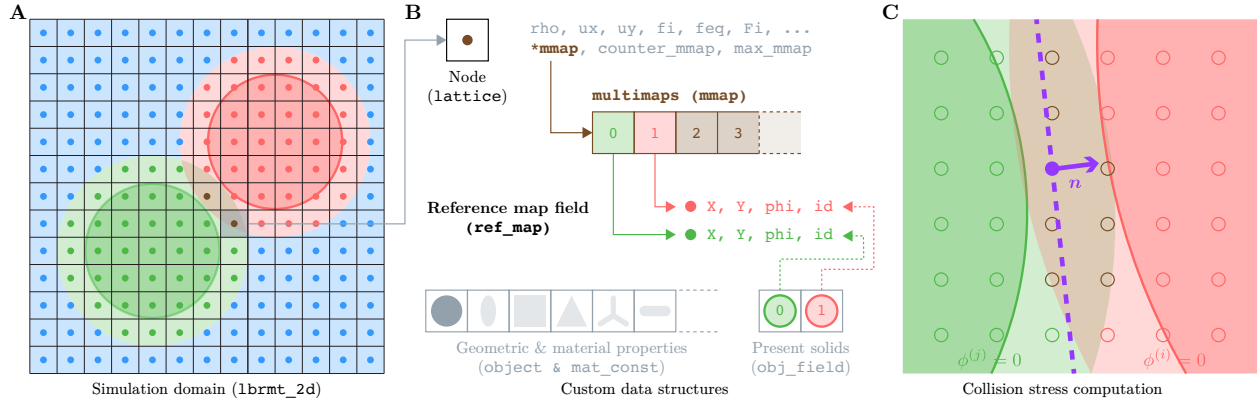 A
Simulation domain (lbrmt_2d)
B
Node
(lattice)
rho, ux, uy, fi, feq, Fi, ...
*mmap, counter_mmap, max_mmap
multimaps (mmap)
0 1 2 3
Reference map field
(ref_map)
X, Y, phi, id
X, Y, phi, id
0 1
Geometric & material properties
(object & mat_const)
Present solids
(obj_field)
Custom data structures
C
n
ϕ⁽ʲ⁾ = 0
ϕ⁽ⁱ⁾ = 0
Collision stress computation